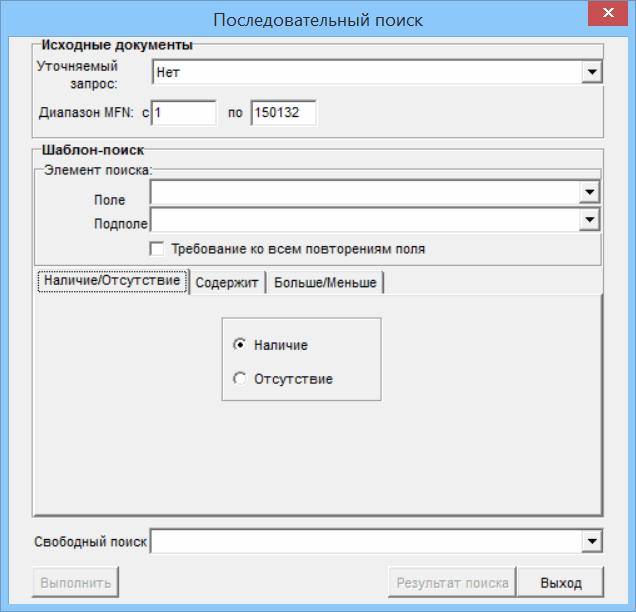 Последовательный поиск
Исходные документы
Уточняемый
запрос:
Нет
Диапазон MFN: с 1 по 150132
Шаблон-поиск
Элемент поиска:
Поле
Подполе
Требование ко всем повторениям поля
Наличие/Отсутствие Содержит Больше/Меньше
Наличие
Отсутствие
Свободный поиск
Выполнить Результат поиска Выход